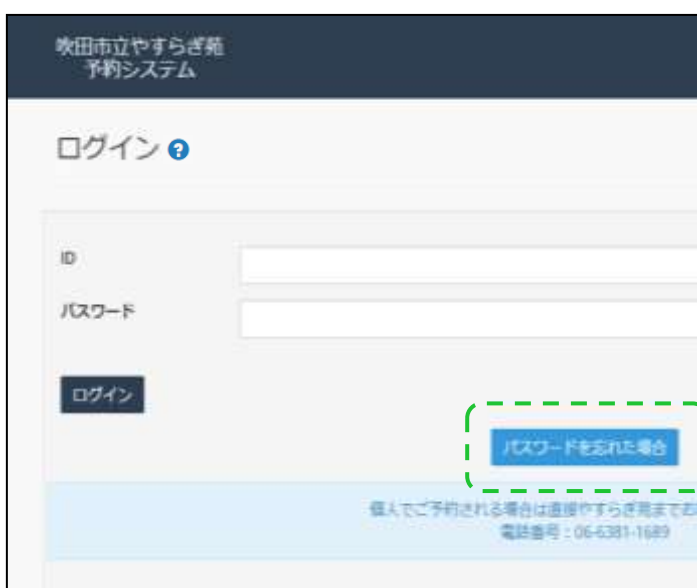 吹田市立やすらぎ苑
予約システム
ログイン ?
ID
パスワード
ログイン
パスワードを忘れた場合
個人でご予約される場合は直接やすらぎ苑までお
電話番号：06-6381-1689